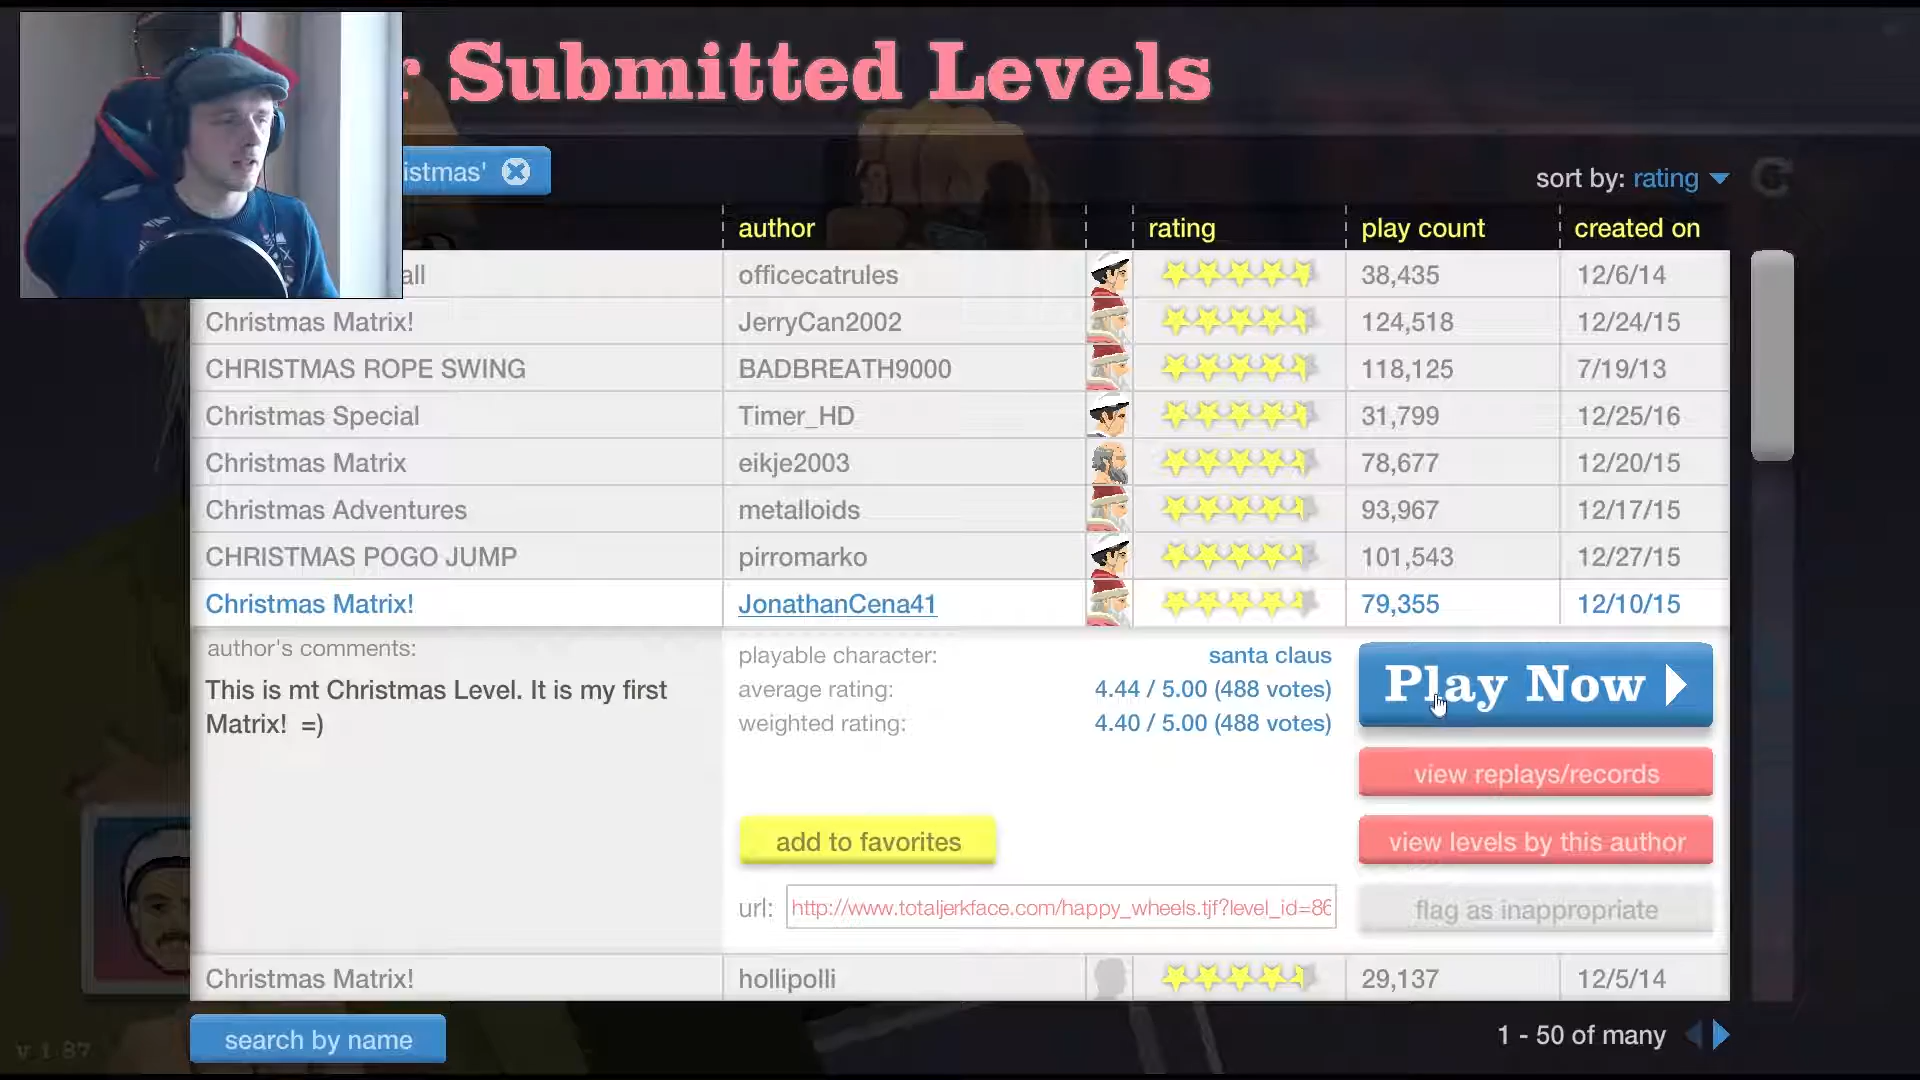 r Submitted Levels
istmas'
sort by: rating
author rating play count created on
all officecatrules 38,435 12/6/14
Christmas Matrix! JerryCan2002 124,518 12/24/15
CHRISTMAS ROPE SWING BADBREATH9000 118,125 7/19/13
Christmas Special Timer_HD 31,799 12/25/16
Christmas Matrix eikje2003 78,677 12/20/15
Christmas Adventures metalloids 93,967 12/17/15
CHRISTMAS POGO JUMP pirromarko 101,543 12/27/15
Christmas Matrix! JonathanCena41 79,355 12/10/15
author's comments:
This is mt Christmas Level. It is my first
Matrix! =)
playable character: santa claus
average rating: 4.44 / 5.00 (488 votes)
weighted rating: 4.40 / 5.00 (488 votes)
Play Now
view replays/records
add to favorites
view levels by this author
url: http://www.totaljerkface.com/happy_wheels.tjf?level_id=86
flag as inappropriate
Christmas Matrix! hollipolli 29,137 12/5/14
search by name
1 - 50 of many
v 1.87